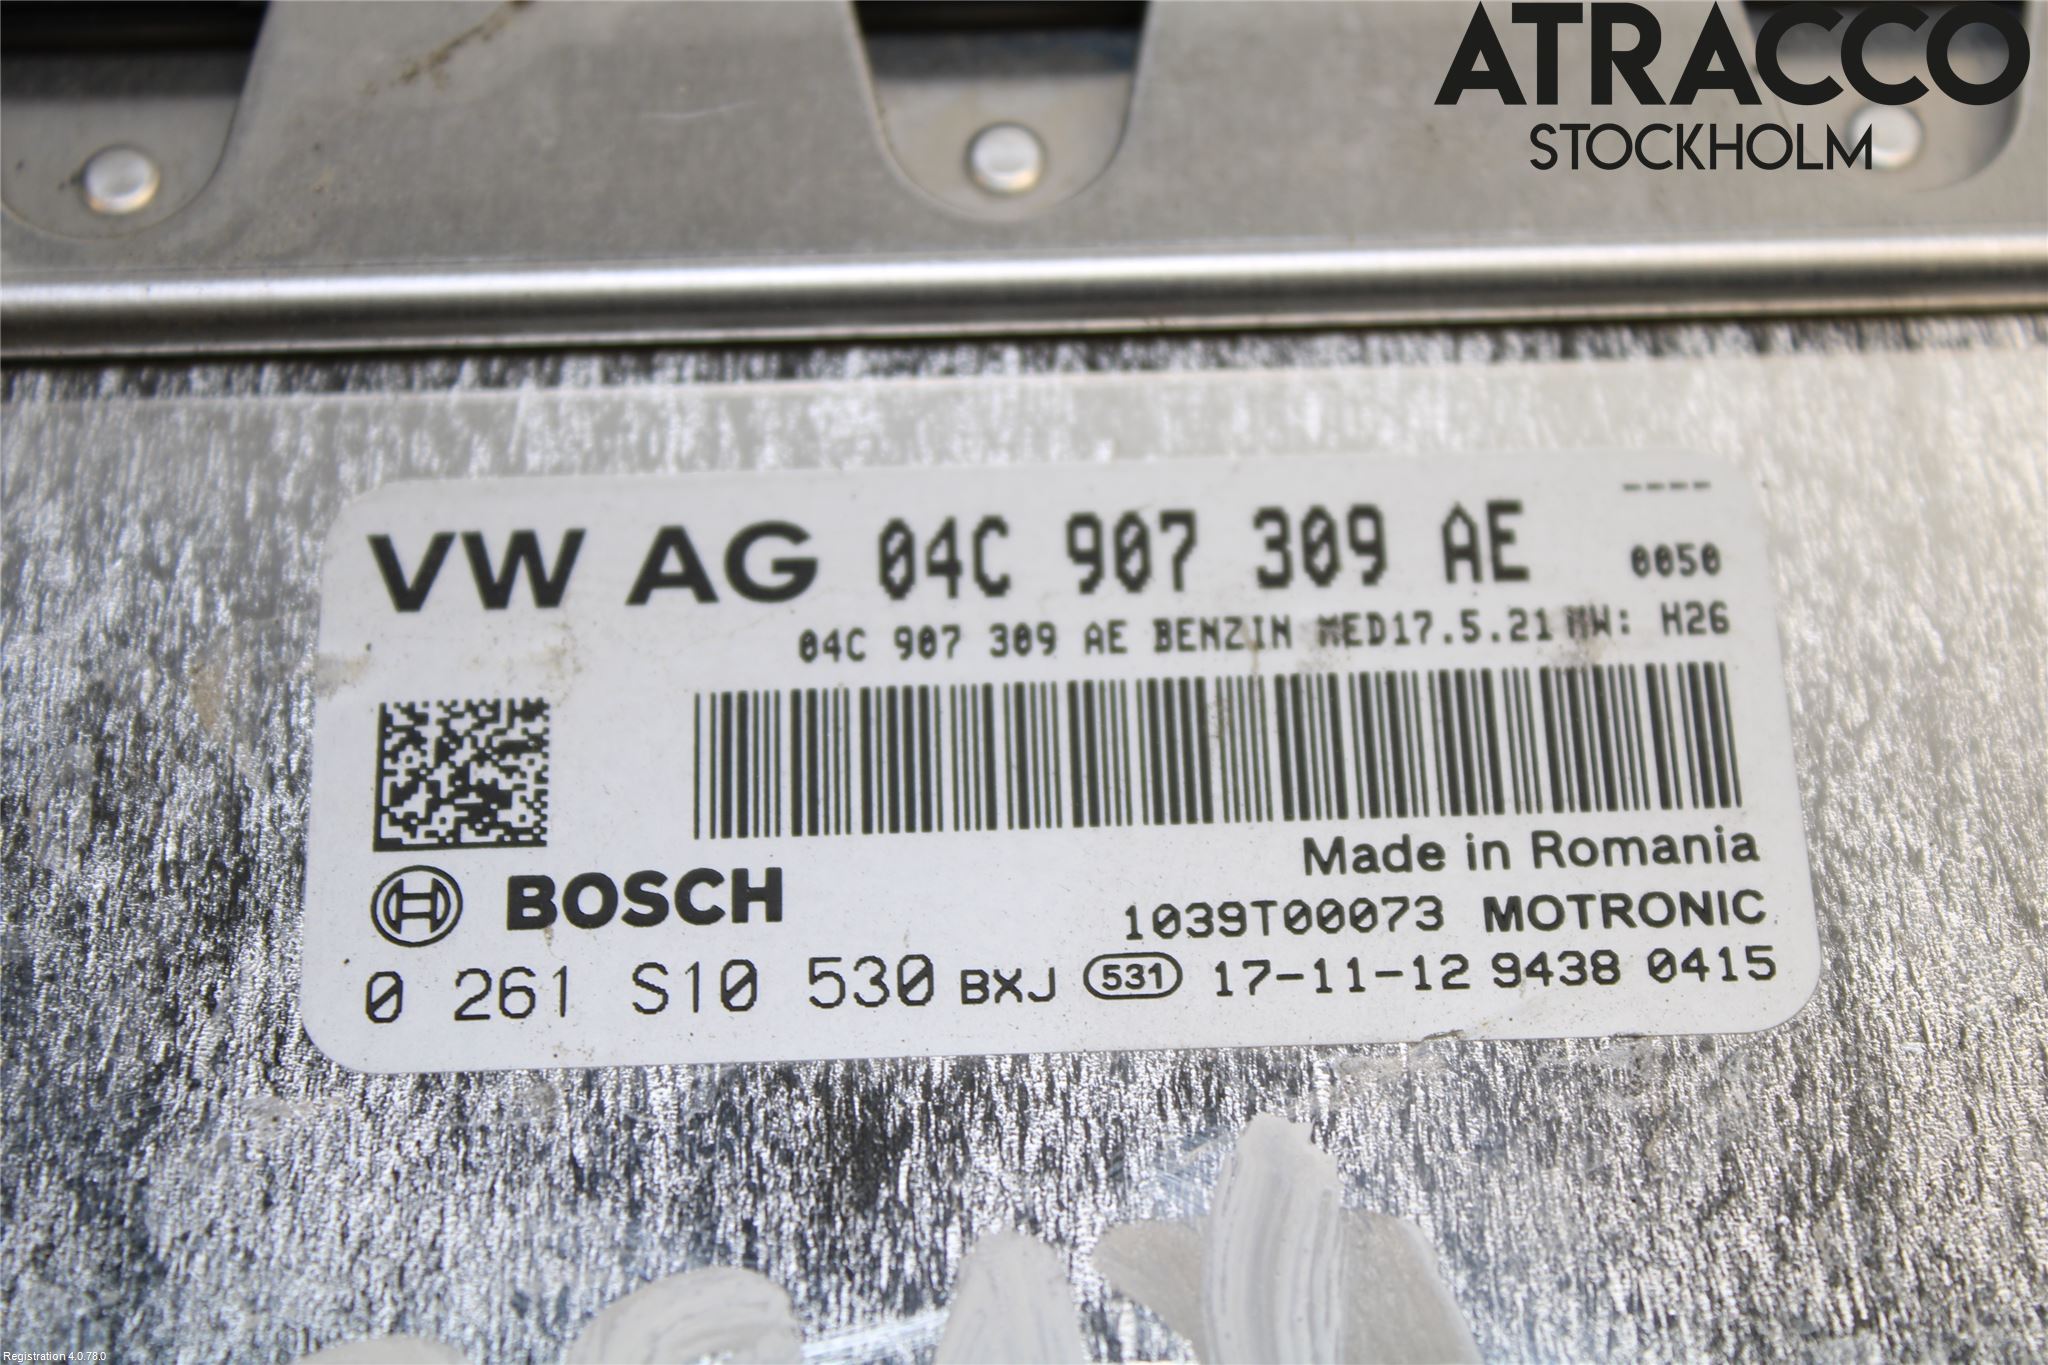 ATRACCO
STOCKHOLM
----
VW AG 04C 907 309 AE 0050
04C 907 309 AE BENZIN MED17.5.21 HW: H26
Made in Romania
BOSCH
1039T00073 MOTRONIC
0 261 S10 530 BXJ 531 17-11-12 9438 0415
Registration 4.0.78.0